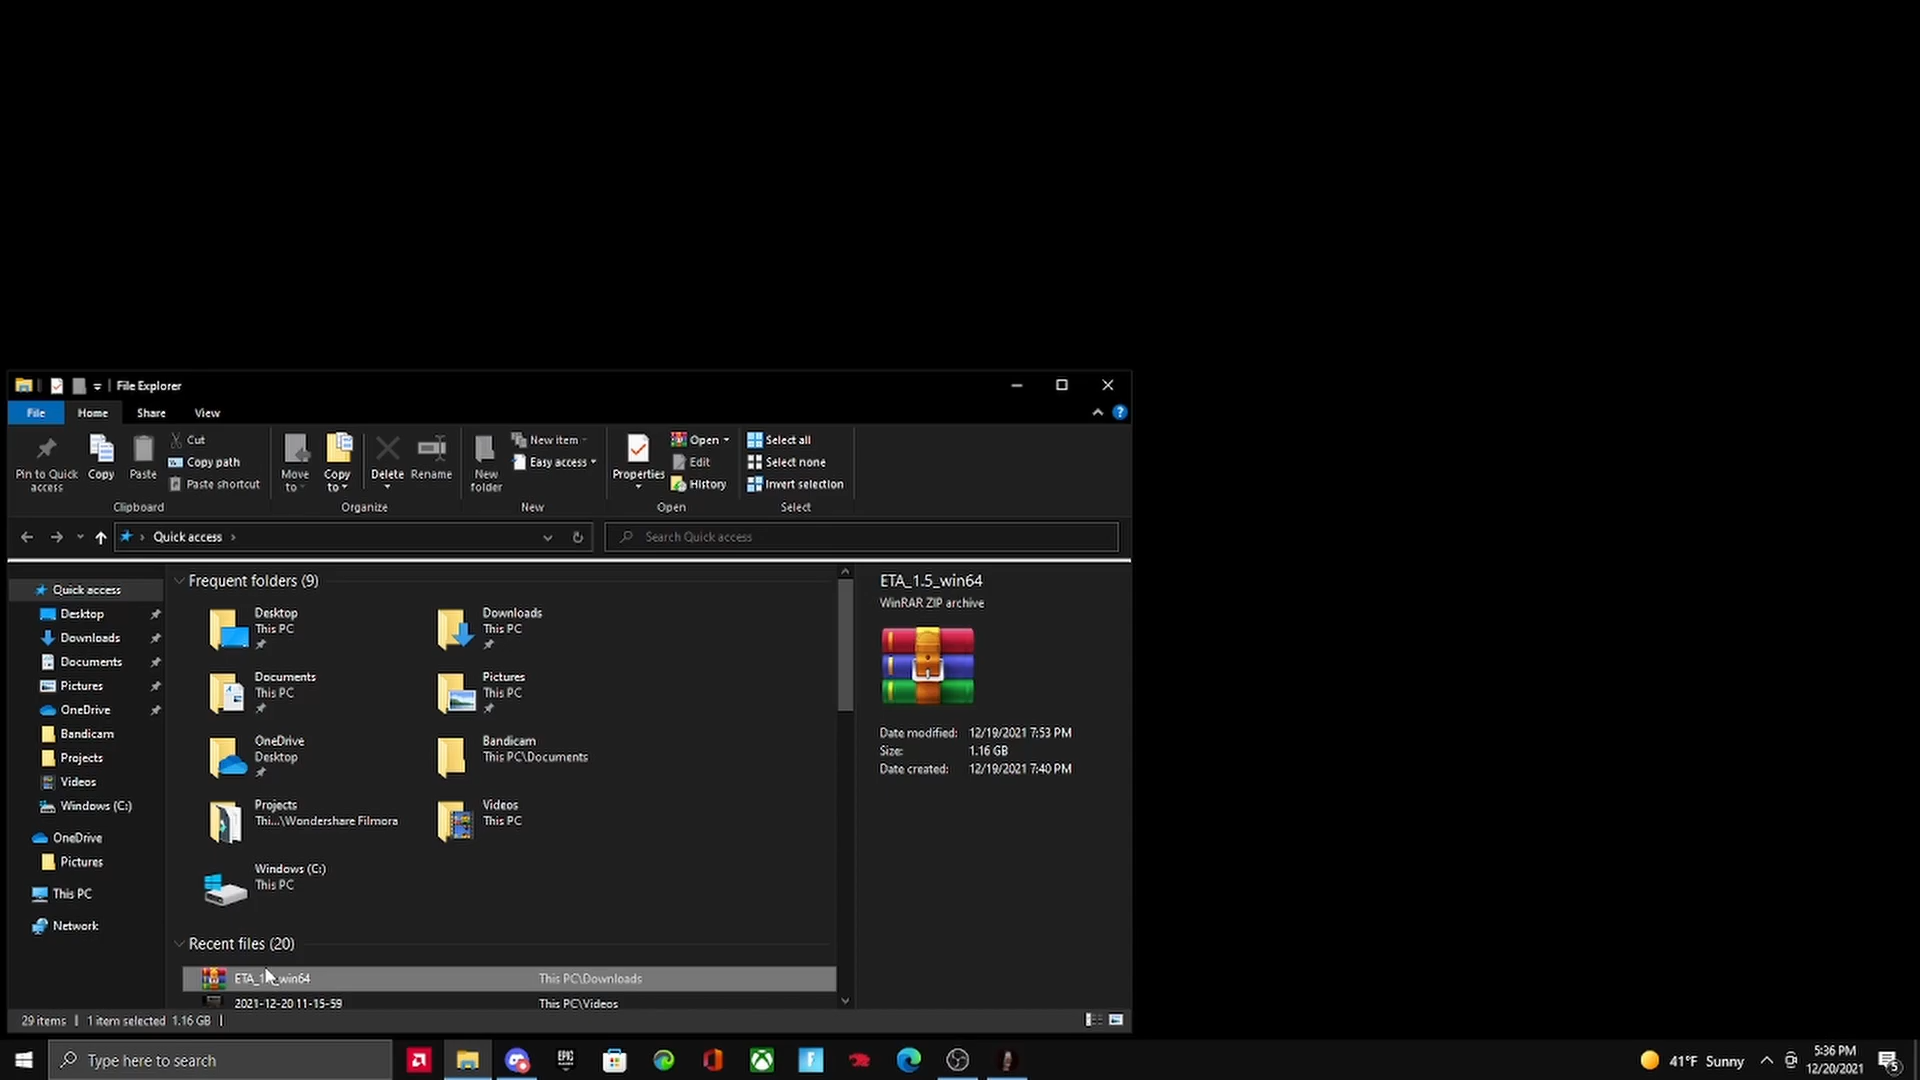 File Explorer
File Home Share View
Pin to Quick access
Copy
Paste
Cut
Copy path
Paste shortcut
Clipboard
Move to
Copy to
Delete
Rename
Organize
New folder
New item
Easy access
New
Properties
Open
Edit
History
Open
Select all
Select none
Invert selection
Select
Quick access
Search Quick access
Quick access
Desktop
Downloads
Documents
Pictures
OneDrive
Bandicam
Projects
Videos
Windows (C:)
OneDrive
Pictures
This PC
Network
Frequent folders (9)
Desktop
This PC
Downloads
This PC
Documents
This PC
Pictures
This PC
OneDrive
Desktop
Bandicam
This PC\Documents
Projects
Thi...\Wondershare Filmora
Videos
This PC
Windows (C:)
This PC
Recent files (20)
This PC\Downloads
2021-12-20 11-15-59 This PC\Videos
ETA_1.5_win64
WinRAR ZIP archive
Date modified: 12/19/2021 7:53 PM
Size: 1.16 GB
Date created: 12/19/2021 7:40 PM
29 items 1 item selected 1.16 GB
Type here to search
EPIC
41°F Sunny
5:36 PM
12/20/2021
5